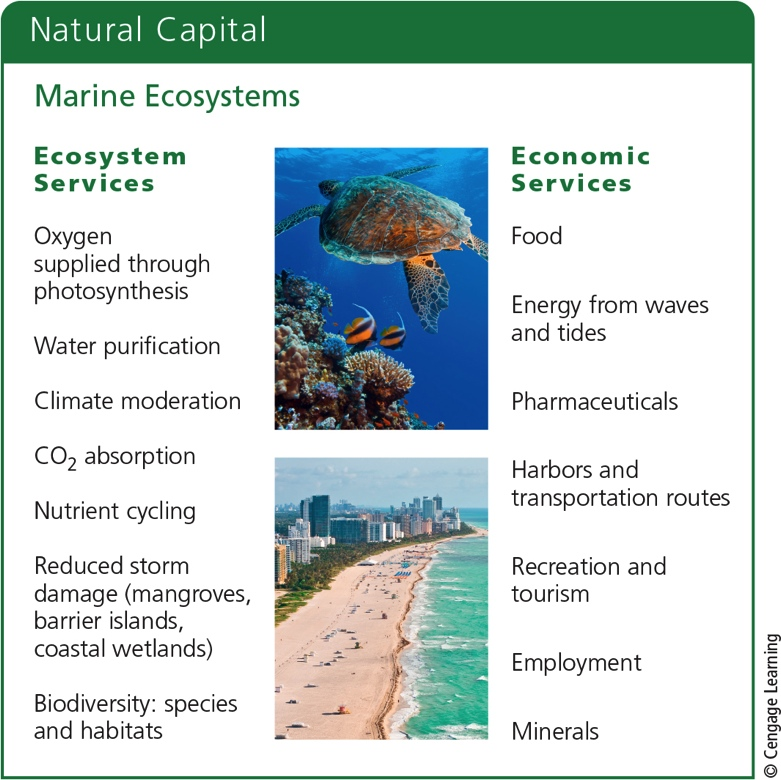 Natural Capital
Marine Ecosystems
Ecosystem
Services
Oxygen
supplied through
photosynthesis
Water purification
Climate moderation
CO₂ absorption
Nutrient cycling
Reduced storm
damage (mangroves,
barrier islands,
coastal wetlands)
Biodiversity: species
and habitats
Economic
Services
Food
Energy from waves
and tides
Pharmaceuticals
Harbors and
transportation routes
Recreation and
tourism
Employment
Minerals
© Cengage Learning